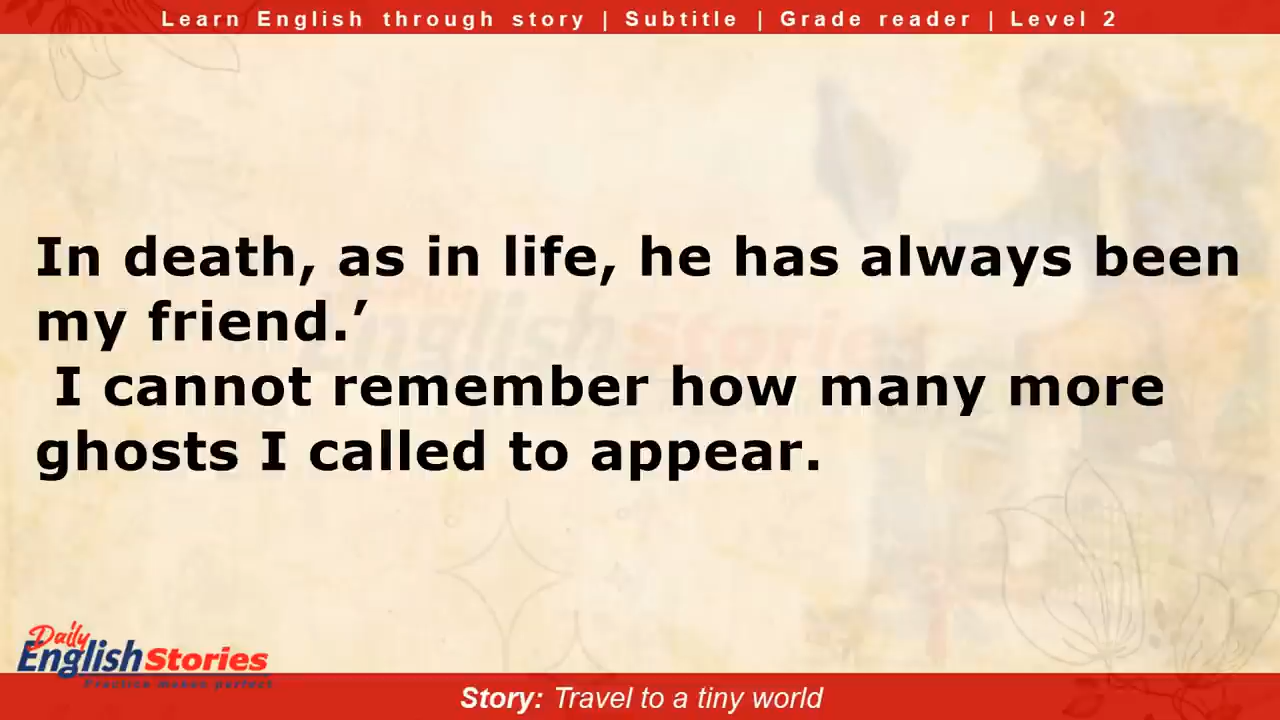 Learn English through story | Subtitle | Grade reader | Level 2
In death, as in life, he has always been
my friend.’
I cannot remember how many more
ghosts I called to appear.
Daily
English Stories
Practice makes perfect
Story: Travel to a tiny world